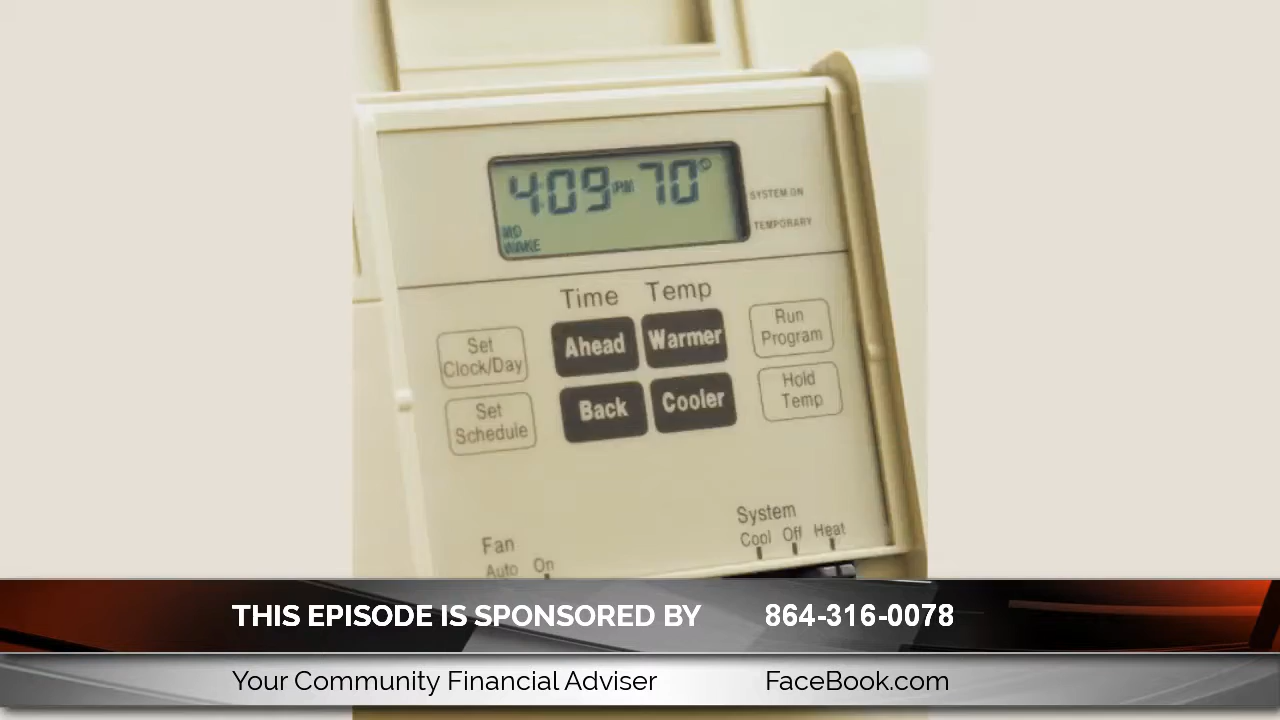 4:09 PM 70°
MO
WAKE
SYSTEM ON
TEMPORARY
Time Temp
Set Clock/Day
Ahead
Warmer
Run Program
Set Schedule
Back
Cooler
Hold Temp
System
Cool Off Heat
Fan
Auto On
THIS EPISODE IS SPONSORED BY 864-316-0078
Your Community Financial Adviser FaceBook.com